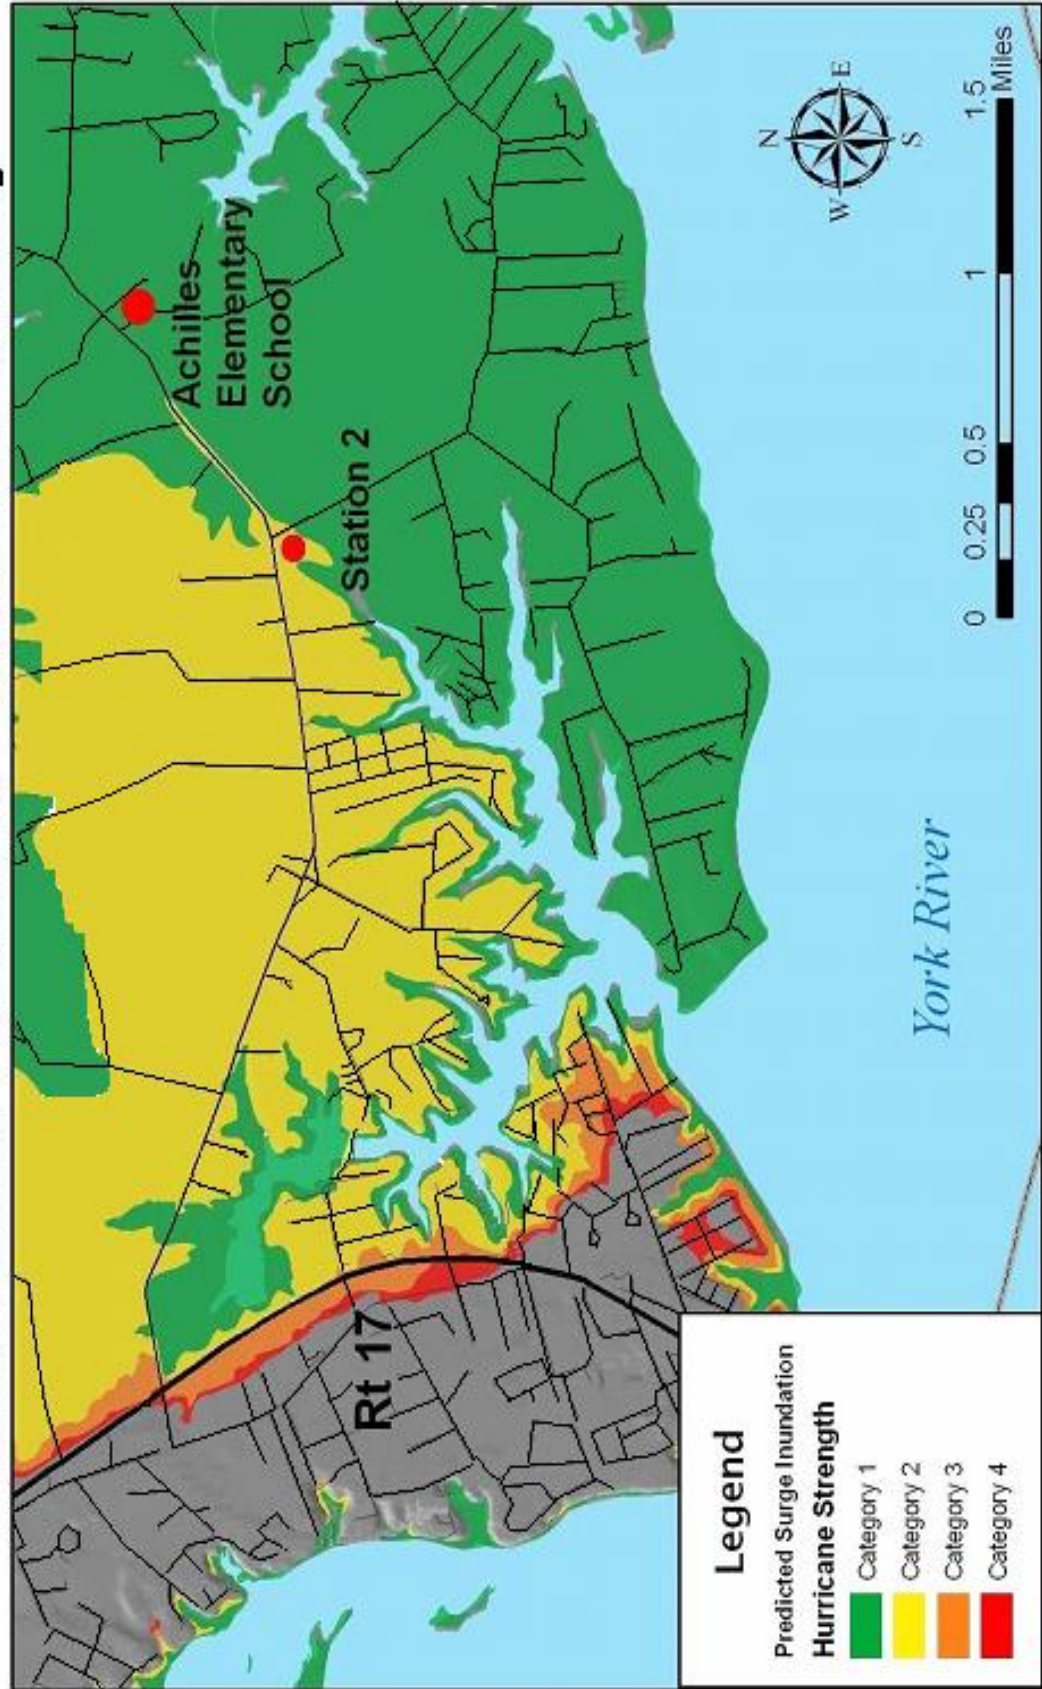 Achilles
Elementary
School
Station 2
Rt 17
York River
N
E
S
W
0
0.25
0.5
1
1.5
Miles
Legend
Predicted Surge Inundation
Hurricane Strength
Category 1
Category 2
Category 3
Category 4